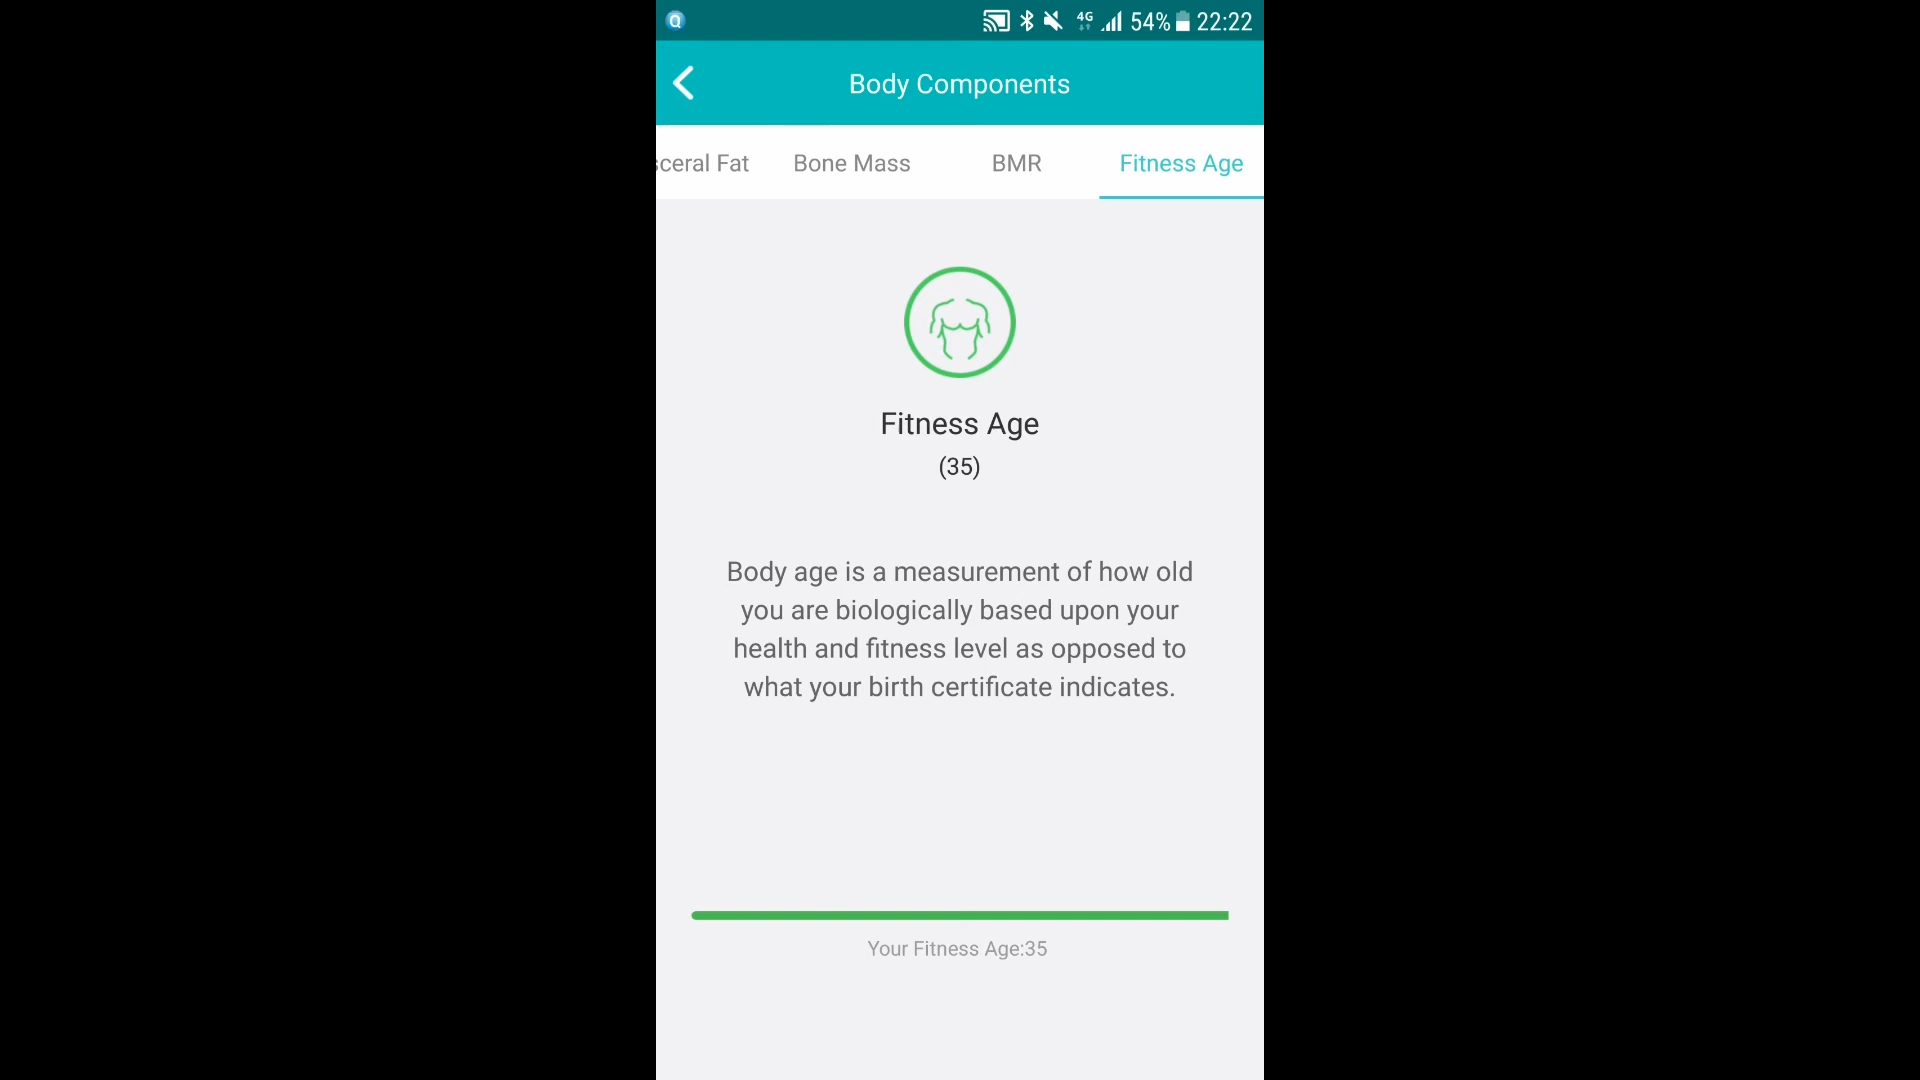 Q 4G 54% 22:22
Body Components
sceral Fat Bone Mass BMR Fitness Age
Fitness Age
(35)
Body age is a measurement of how old
you are biologically based upon your
health and fitness level as opposed to
what your birth certificate indicates.
Your Fitness Age:35